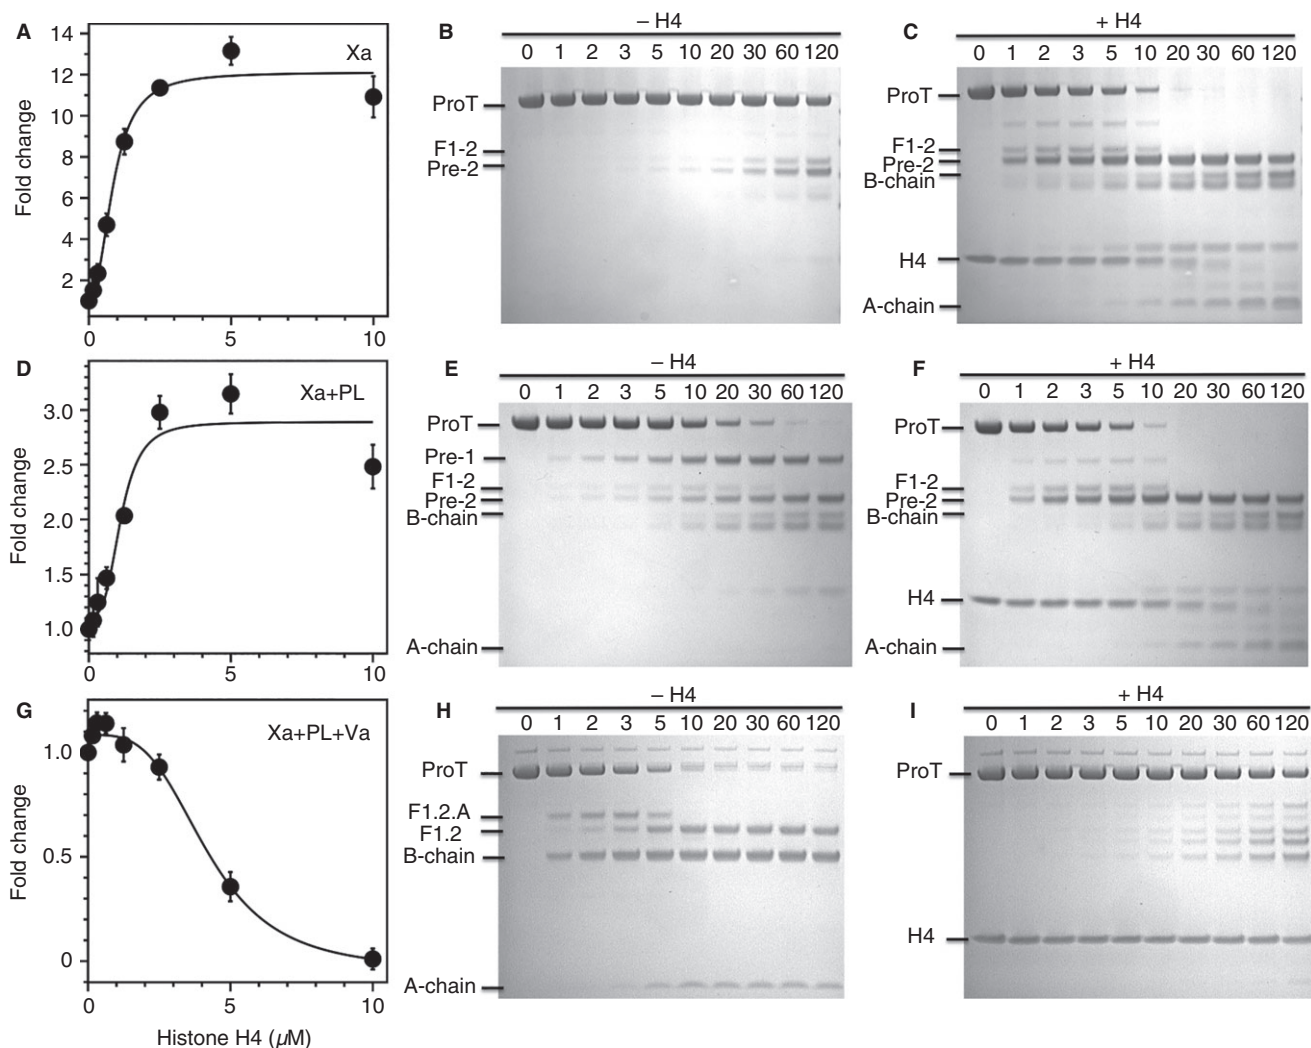 A
Fold change
14
12
10
8
6
4
2
0
5
10
Xa
B
– H4
0 1 2 3 5 10 20 30 60 120
ProT
F1-2
Pre-2
C
+ H4
0 1 2 3 5 10 20 30 60 120
ProT
F1-2
Pre-2
B-chain
H4
A-chain
D
Fold change
3.0
2.5
2.0
1.5
1.0
0
5
10
Xa+PL
E
– H4
0 1 2 3 5 10 20 30 60 120
ProT
Pre-1
F1-2
Pre-2
B-chain
A-chain
F
+ H4
0 1 2 3 5 10 20 30 60 120
ProT
F1-2
Pre-2
B-chain
H4
A-chain
G
Fold change
1.0
0.5
0
0
5
10
Xa+PL+Va
Histone H4 (µM)
H
– H4
0 1 2 3 5 10 20 30 60 120
ProT
F1.2.A
F1.2
B-chain
A-chain
I
+ H4
0 1 2 3 5 10 20 30 60 120
ProT
H4